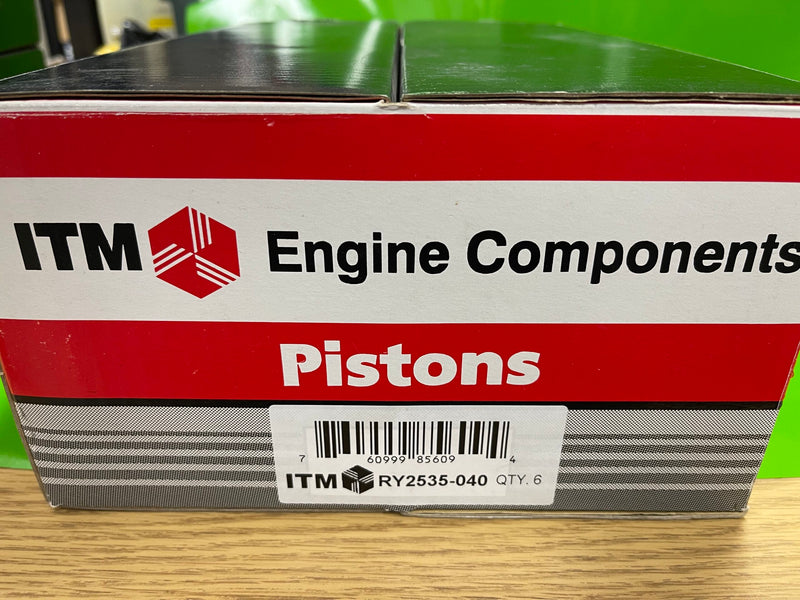 ITM Engine Components
Pistons
7 60999 85609 4
ITM RY2535-040 QTY. 6